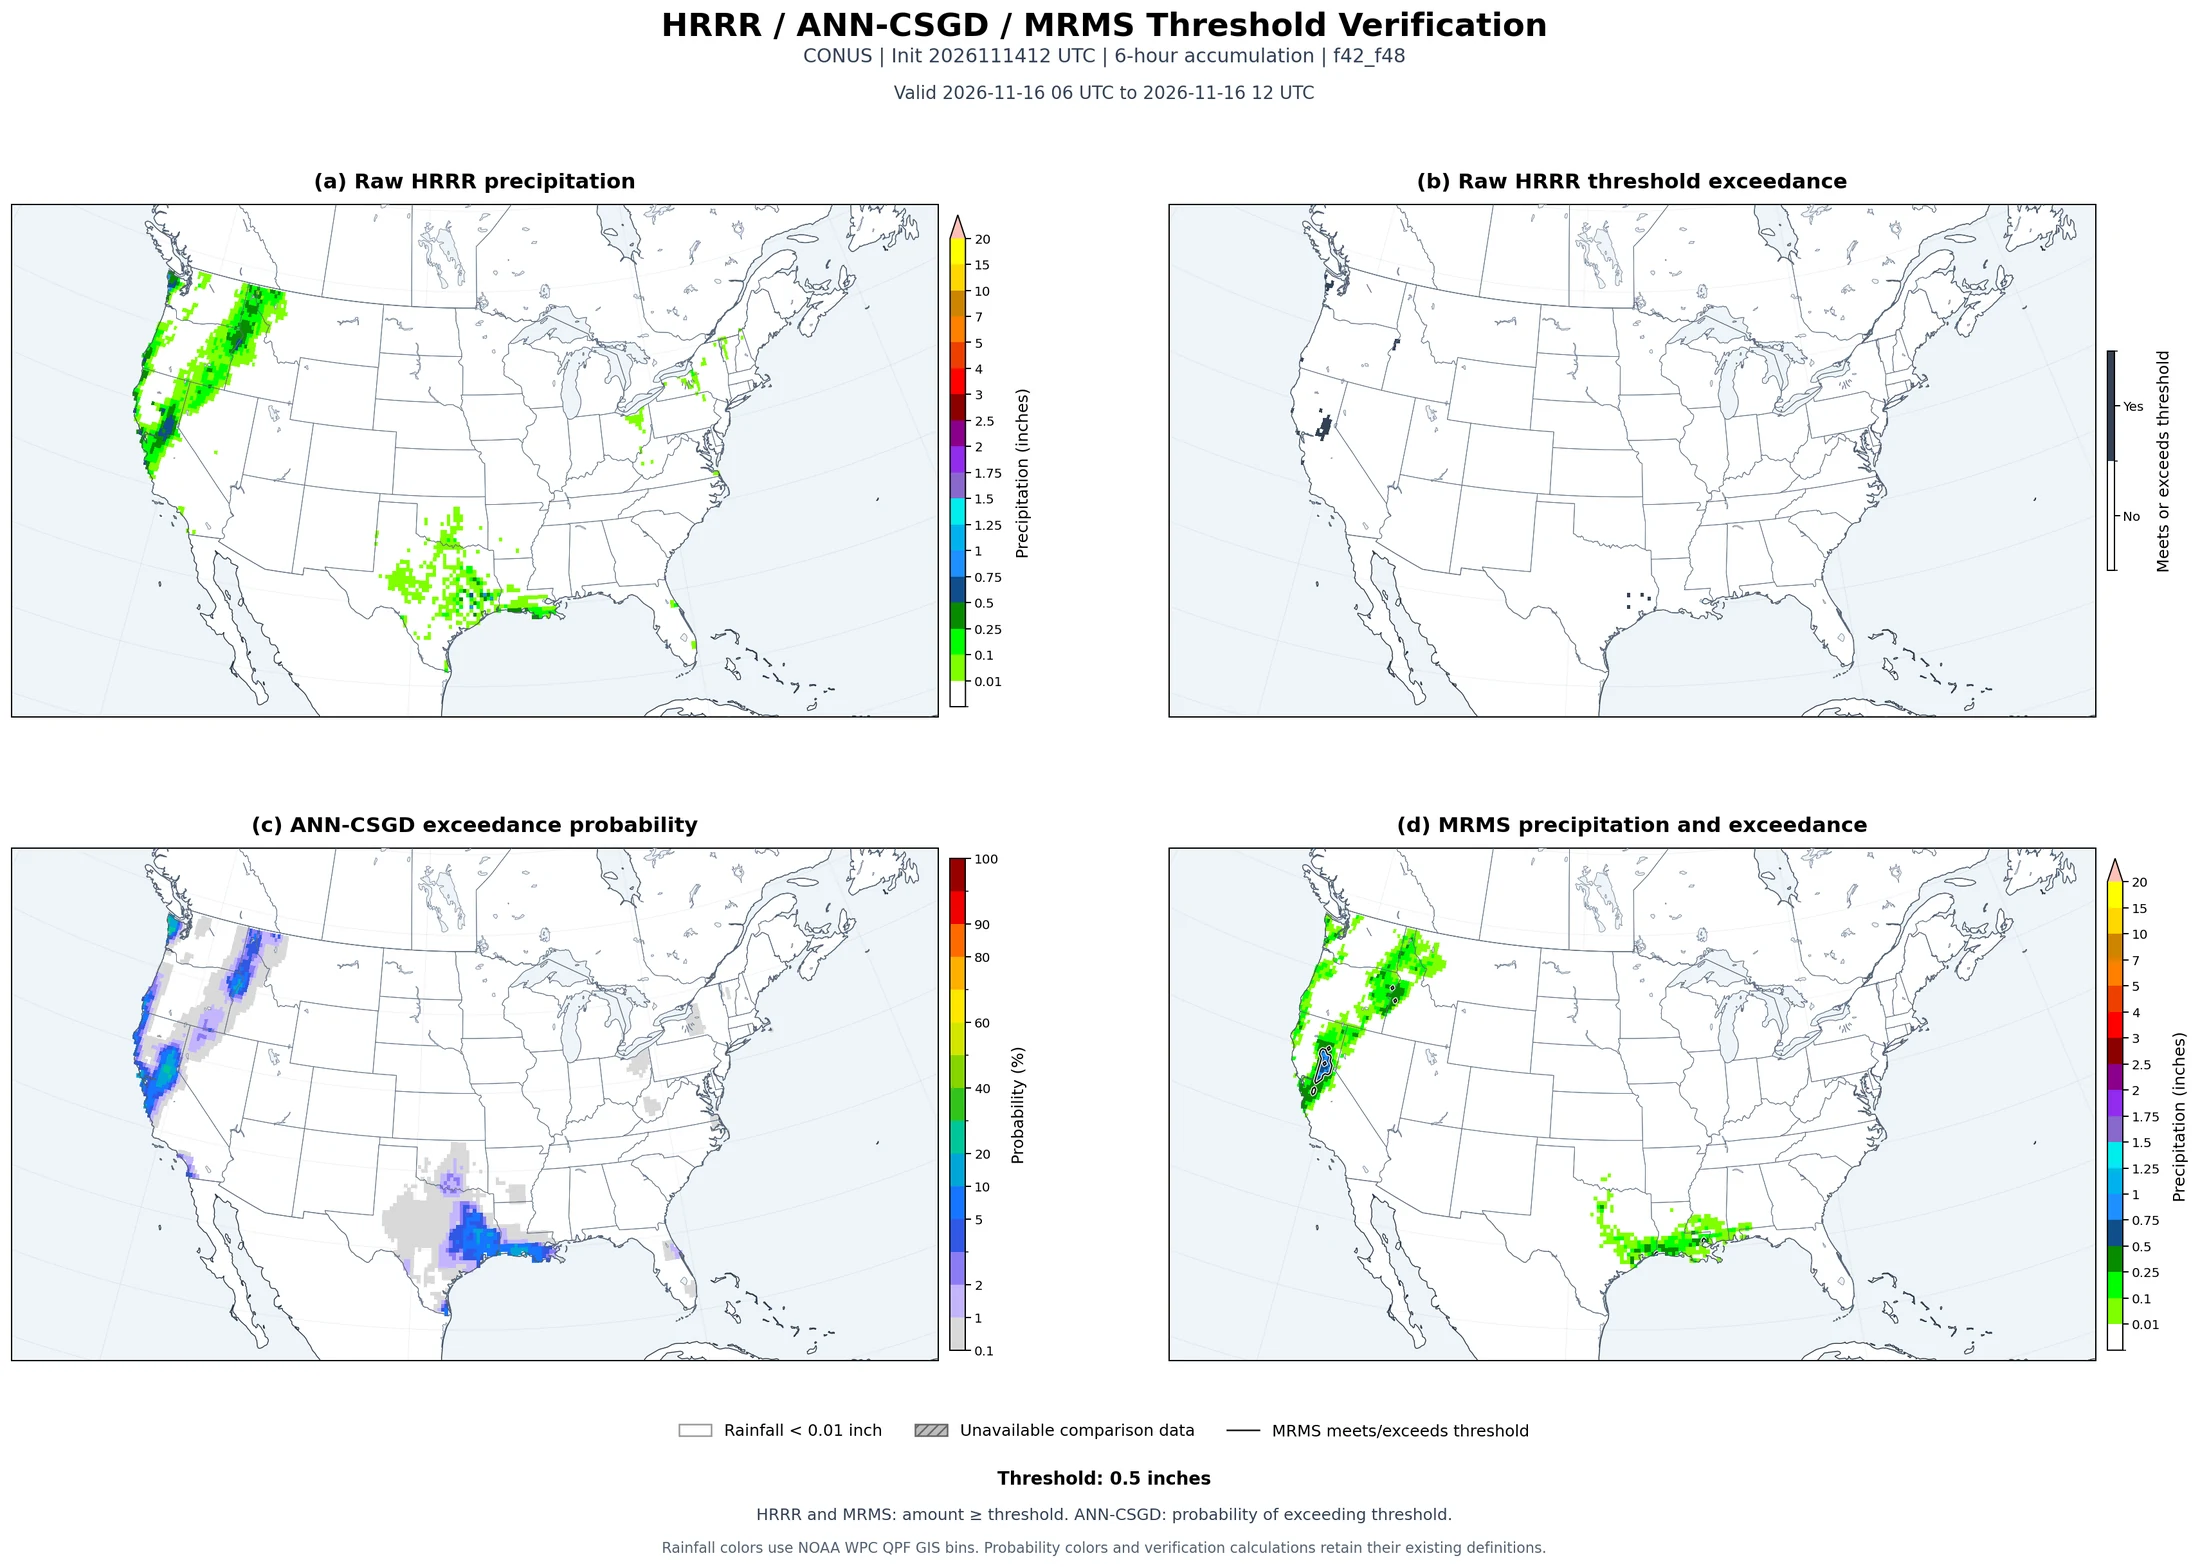 HRRR / ANN-CSGD / MRMS Threshold Verification
CONUS | Init 2026111412 UTC | 6-hour accumulation | f42_f48
Valid 2026-11-16 06 UTC to 2026-11-16 12 UTC
(a) Raw HRRR precipitation
20
15
10
7
5
4
3
2.5
2
1.75
1.5
1.25
1
0.75
0.5
0.25
0.1
0.01
Precipitation (inches)
(b) Raw HRRR threshold exceedance
Yes
No
Meets or exceeds threshold
(c) ANN-CSGD exceedance probability
100
90
80
60
40
20
10
5
2
1
0.1
Probability (%)
(d) MRMS precipitation and exceedance
20
15
10
7
5
4
3
2.5
2
1.75
1.5
1.25
1
0.75
0.5
0.25
0.1
0.01
Precipitation (inches)
Rainfall < 0.01 inch
Unavailable comparison data
MRMS meets/exceeds threshold
Threshold: 0.5 inches
HRRR and MRMS: amount ≥ threshold. ANN-CSGD: probability of exceeding threshold.
Rainfall colors use NOAA WPC QPF GIS bins. Probability colors and verification calculations retain their existing definitions.